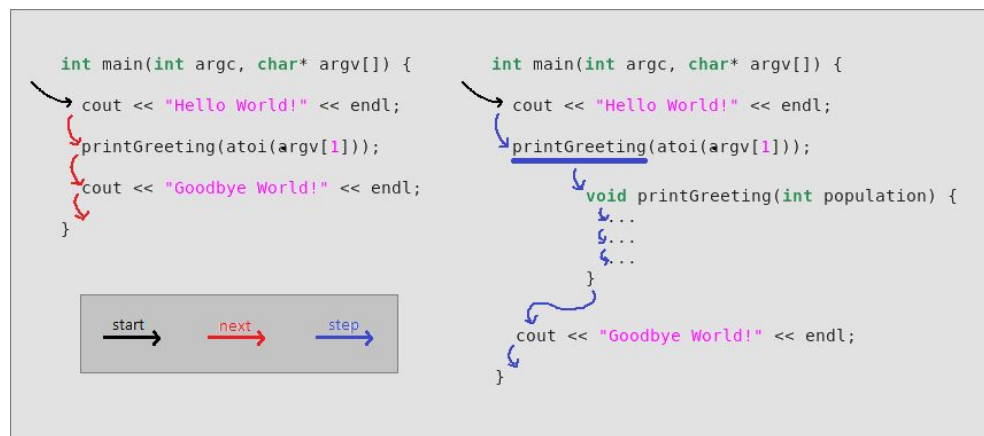 int main(int argc, char* argv[]) {
cout << "Hello World!" << endl;
printGreeting(atoi(argv[1]));
cout << "Goodbye World!" << endl;
}
start
next
step
int main(int argc, char* argv[]) {
cout << "Hello World!" << endl;
printGreeting(atoi(argv[1]));
void printGreeting(int population) {
...
...
...
}
cout << "Goodbye World!" << endl;
}